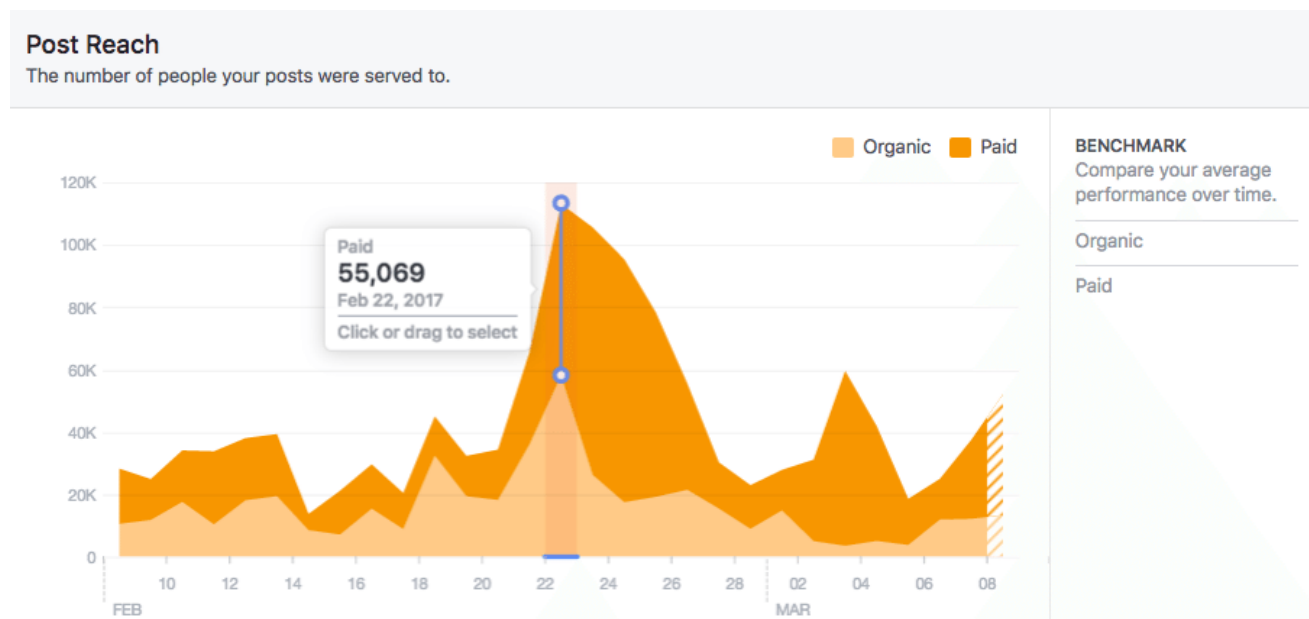 Post Reach
The number of people your posts were served to.
Organic
Paid
BENCHMARK
Compare your average
performance over time.
Organic
Paid
120K
100K
80K
60K
40K
20K
0
Paid
55,069
Feb 22, 2017
Click or drag to select
10 12 14 16 18 20 22 24 26 28 02 04 06 08
FEB MAR